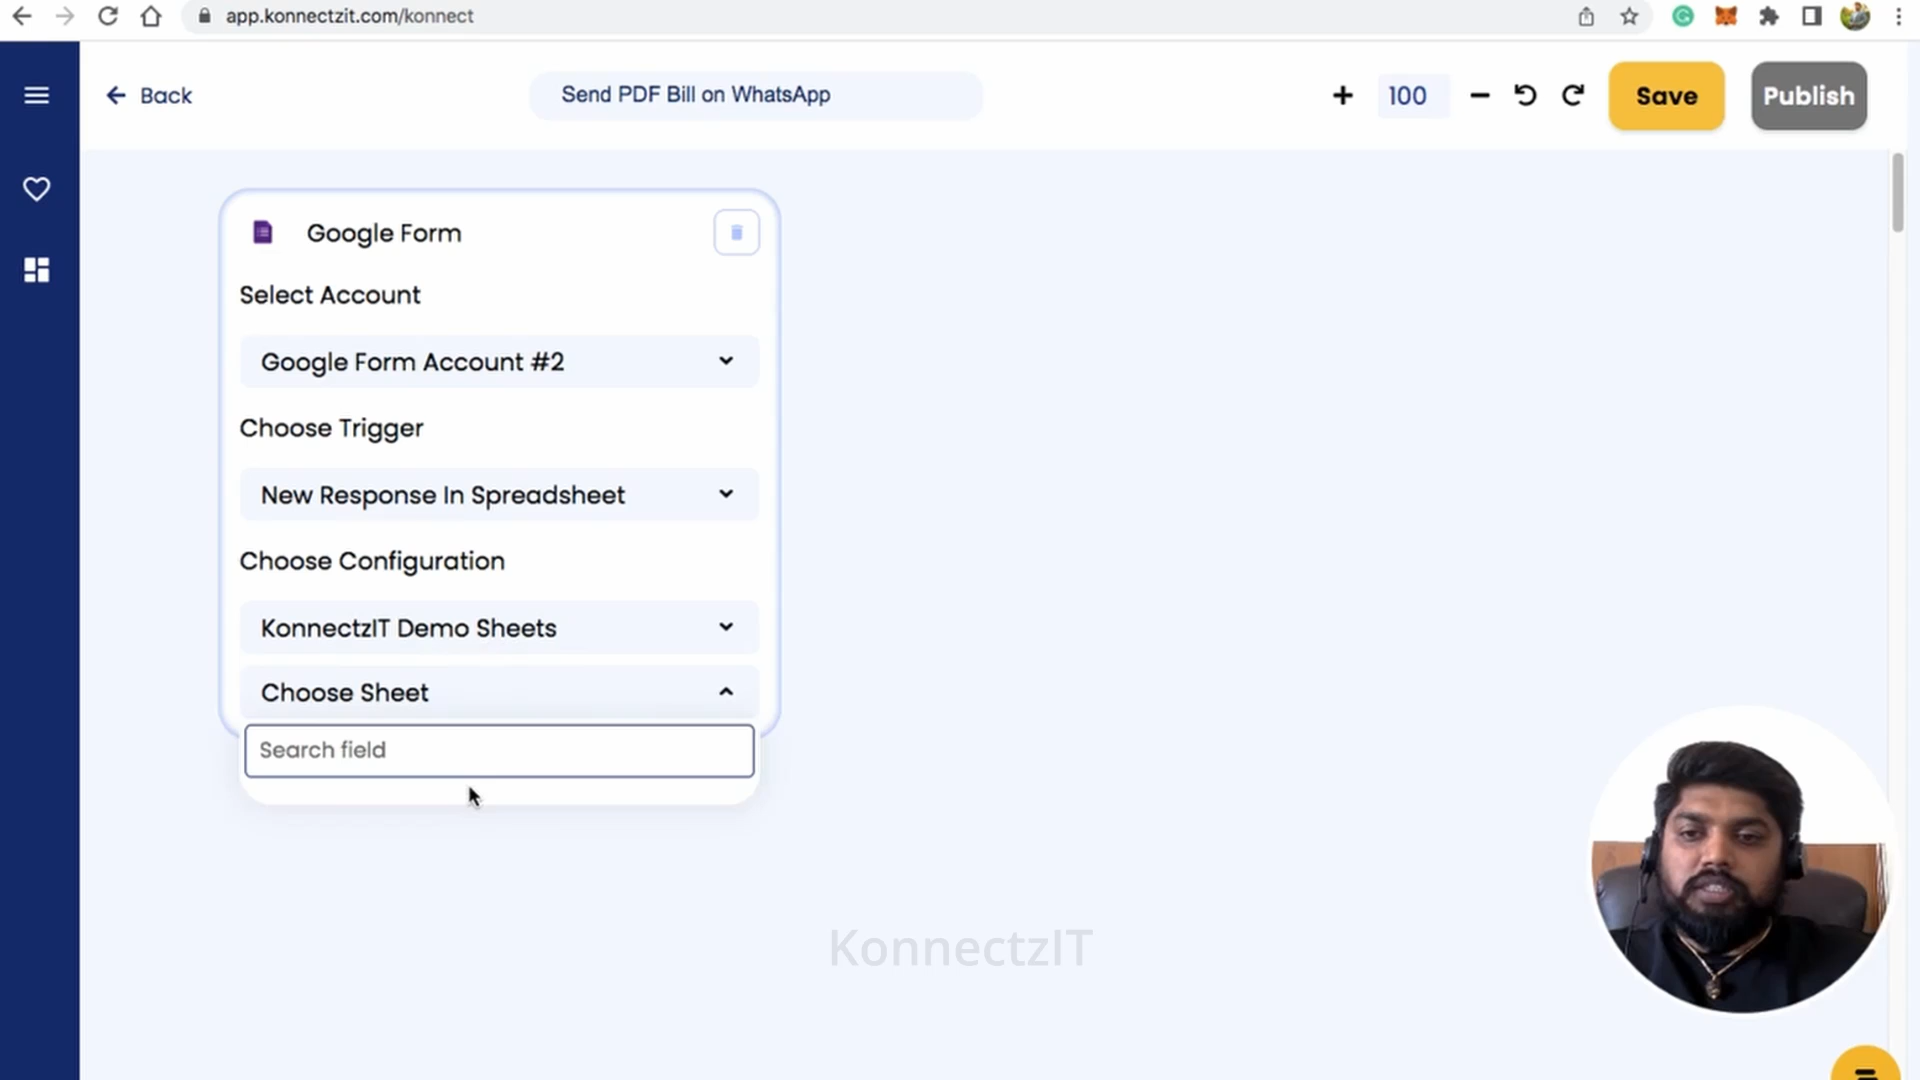 app.konnectzit.com/konnect
Back
Send PDF Bill on WhatsApp
100
Save
Publish
Google Form
Select Account
Google Form Account #2
Choose Trigger
New Response In Spreadsheet
Choose Configuration
KonnectzIT Demo Sheets
Choose Sheet
Search field
KonnectzIT